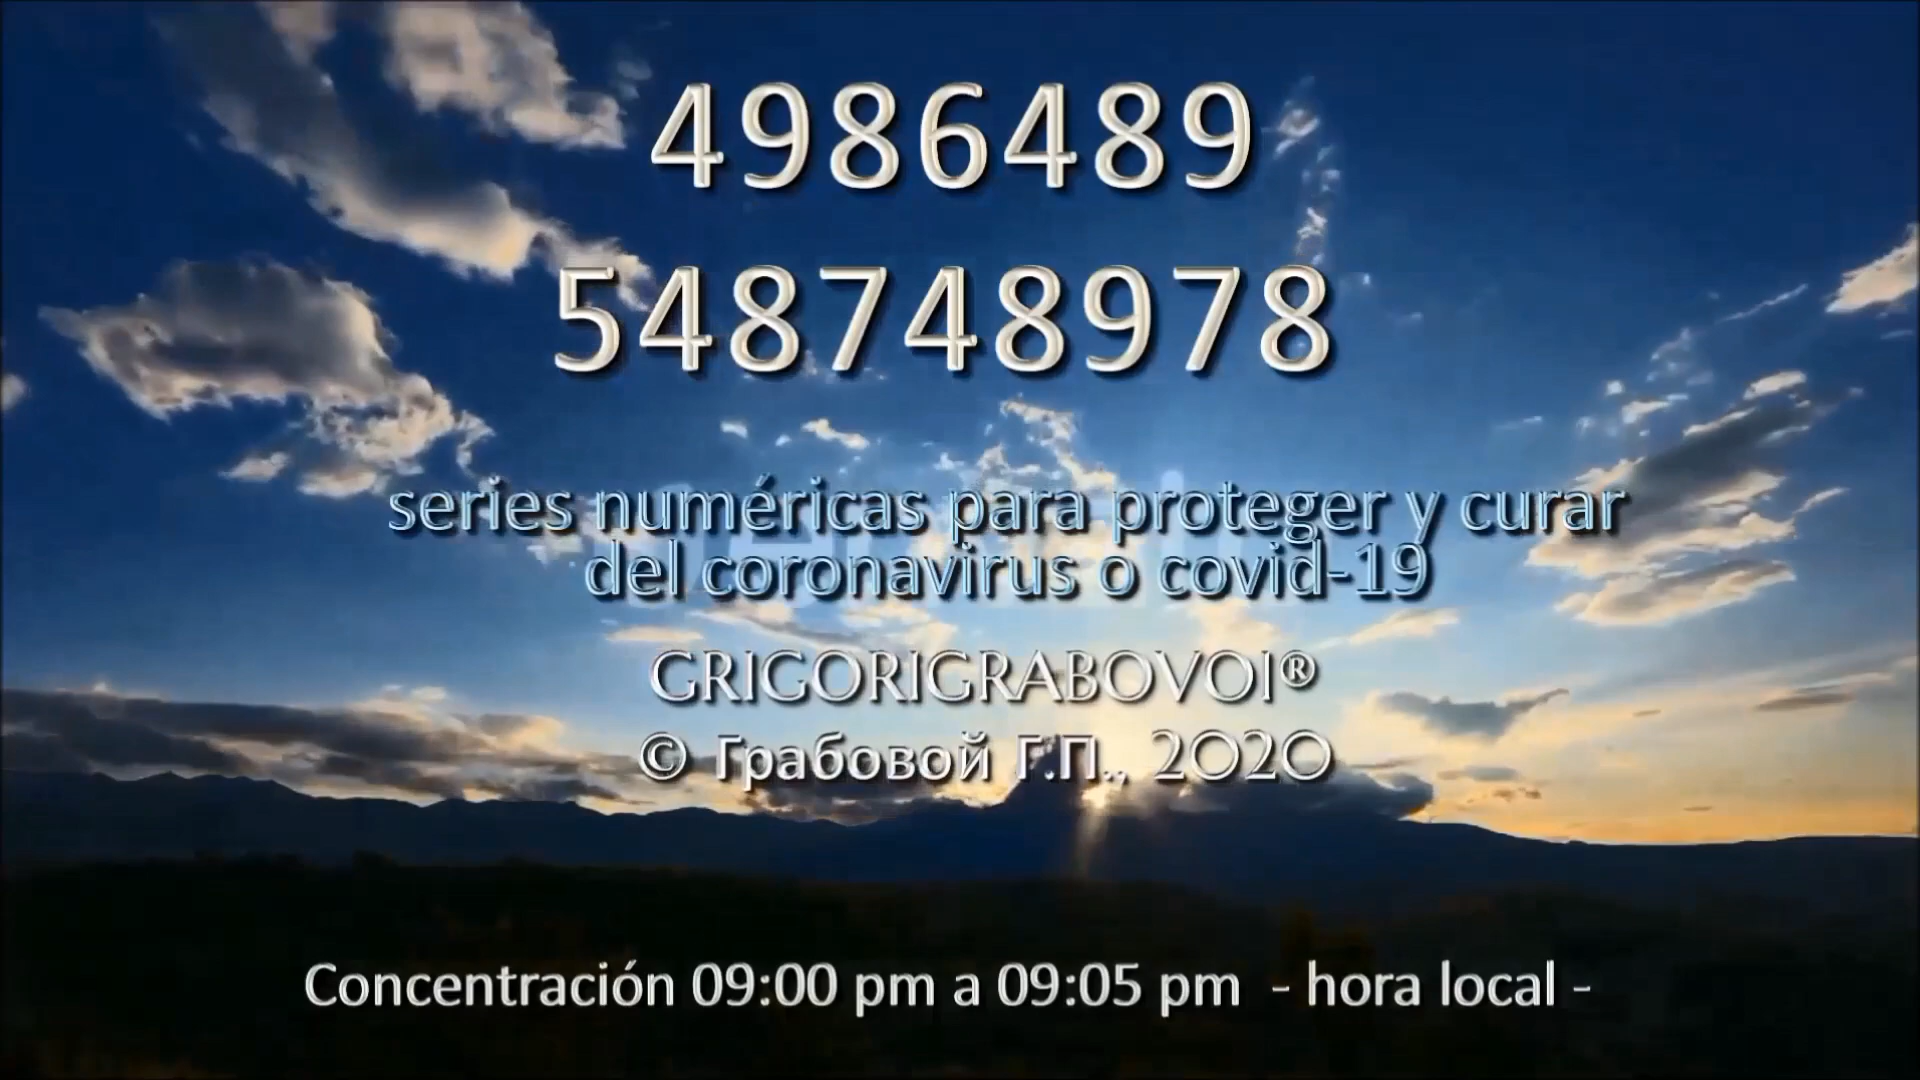 4986489
548748978
series numéricas para proteger y curar
del coronavirus o covid-19
GRIGORIGRABOVOI®
© Грабовой Г.П., 2020
Concentración 09:00 pm a 09:05 pm - hora local -